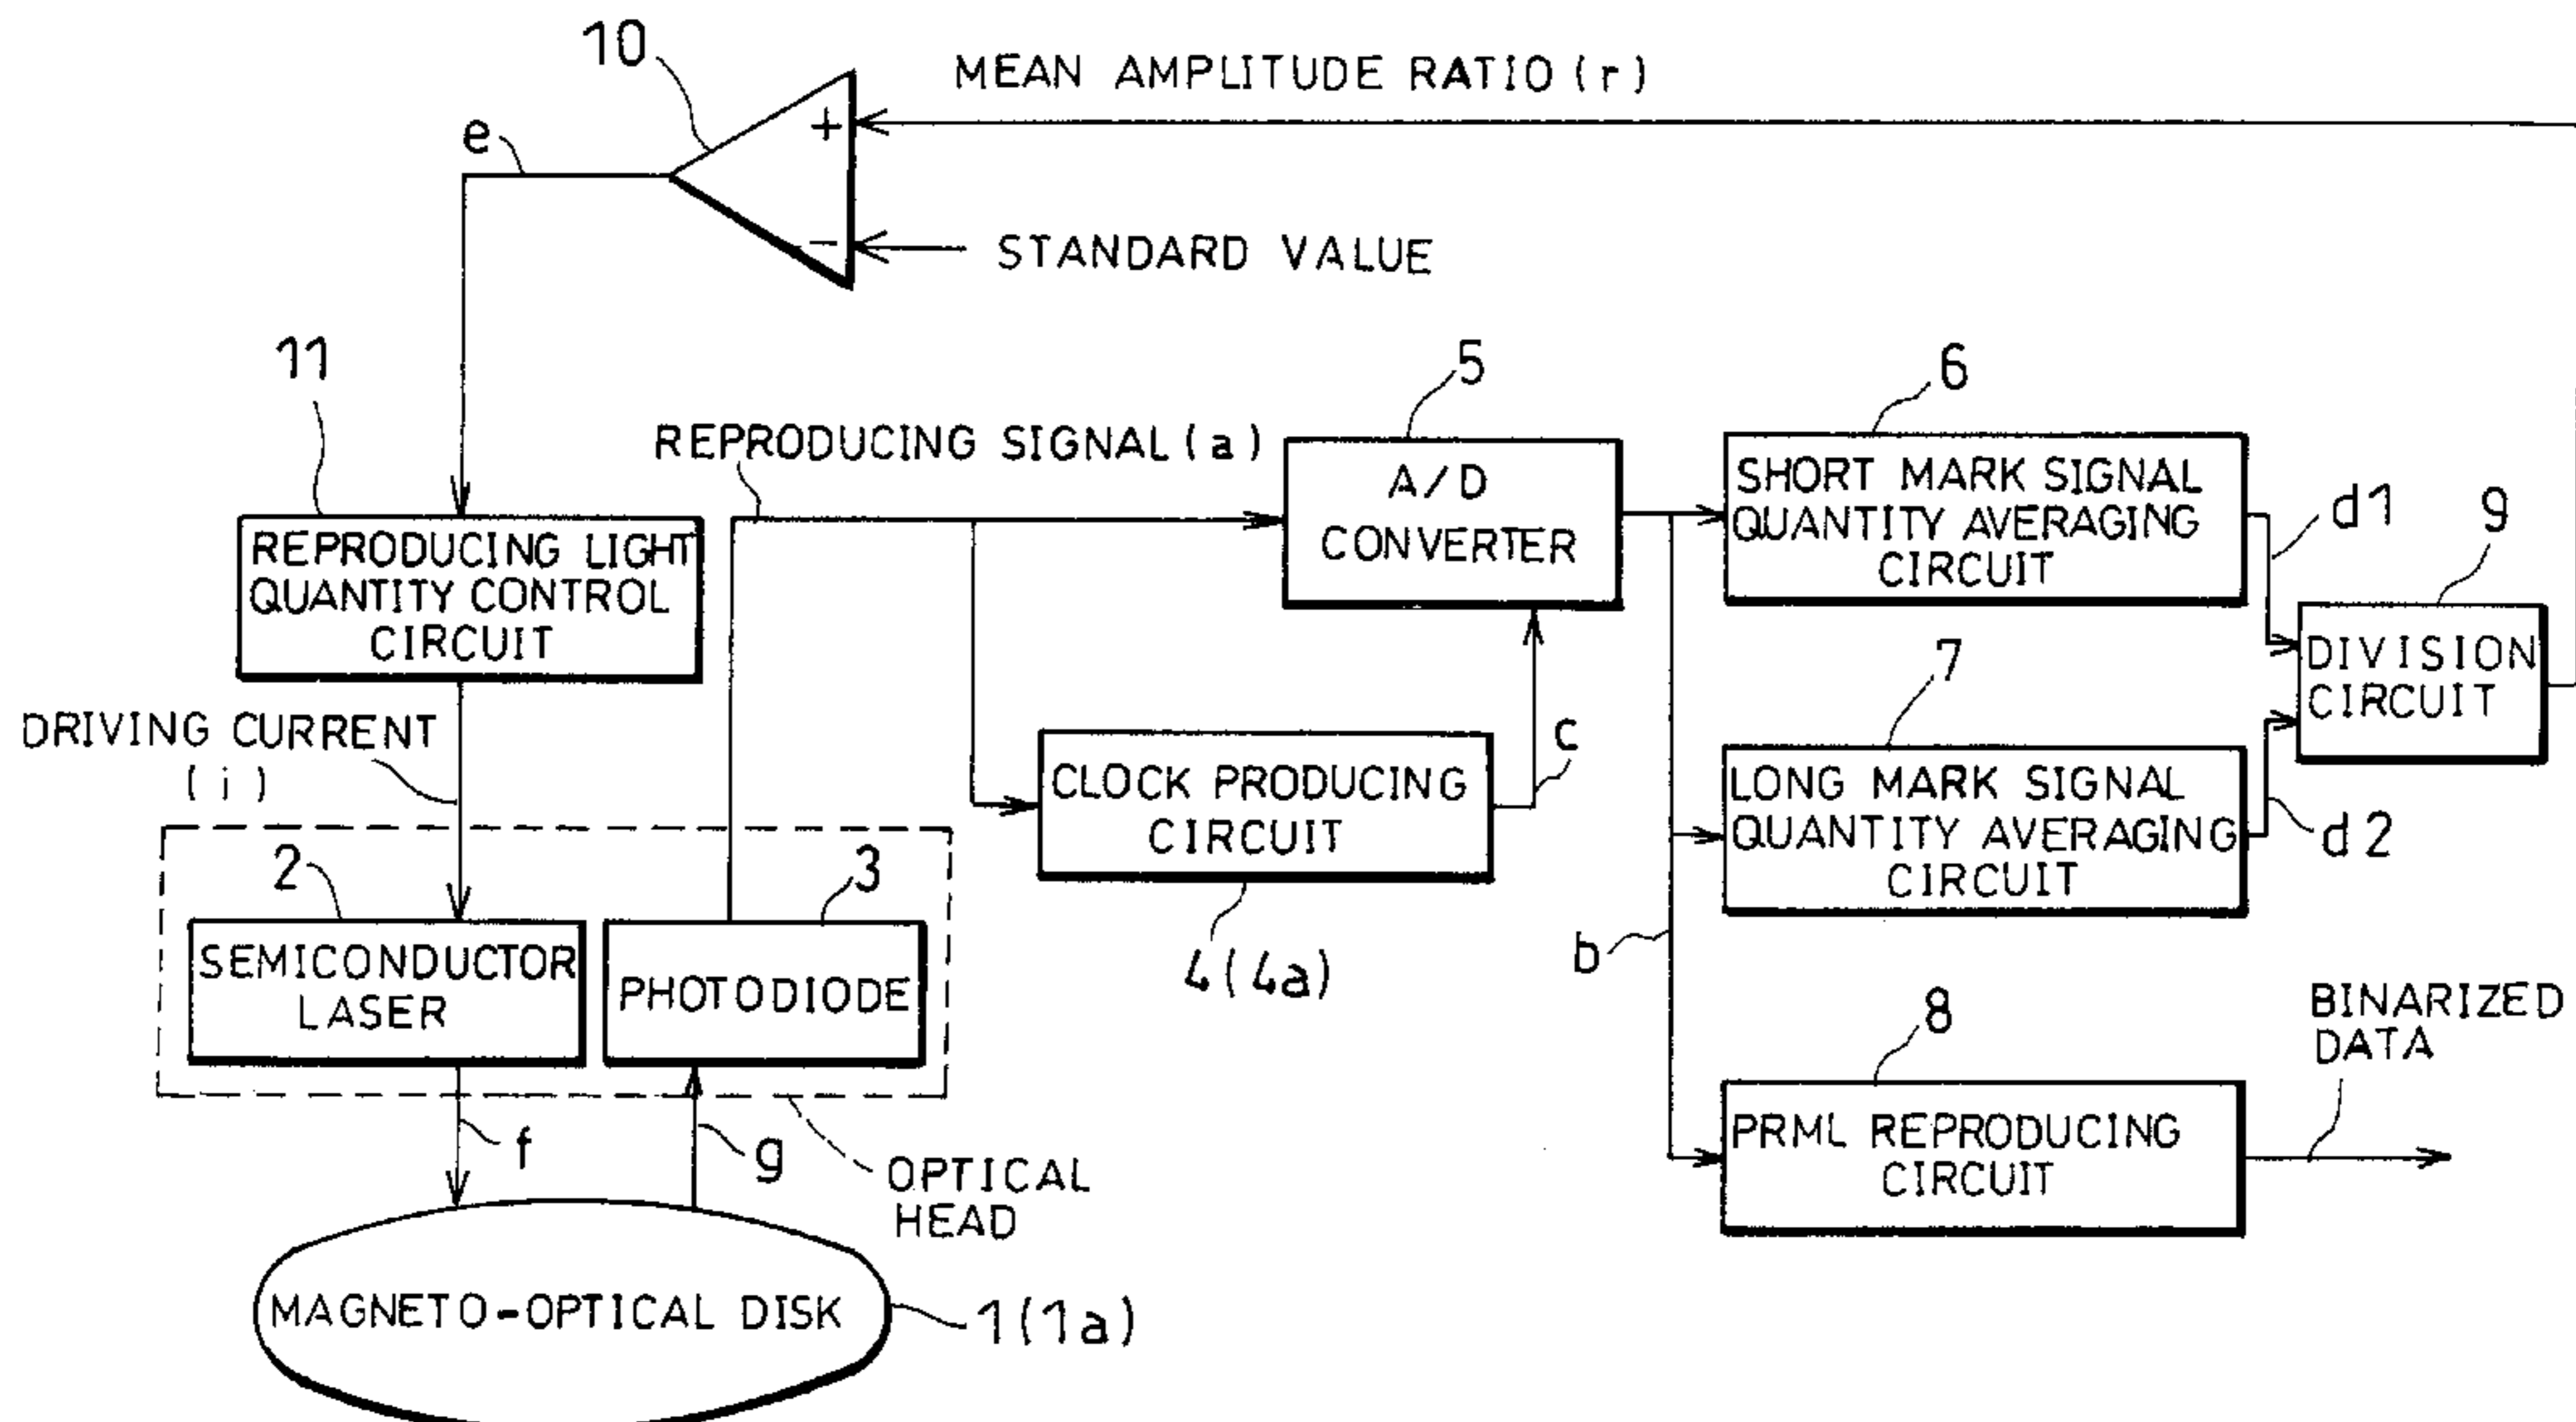 10
MEAN AMPLITUDE RATIO (r)
e
+
−
STANDARD VALUE
11
REPRODUCING SIGNAL (a)
5
6
A/D
CONVERTER
SHORT MARK SIGNAL
QUANTITY AVERAGING
CIRCUIT
d1
9
REPRODUCING LIGHT
QUANTITY CONTROL
CIRCUIT
DIVISION
CIRCUIT
7
DRIVING CURRENT
(i)
c
CLOCK PRODUCING
CIRCUIT
LONG MARK SIGNAL
QUANTITY AVERAGING
CIRCUIT
d2
2
3
4(4a)
b
SEMICONDUCTOR
LASER
PHOTODIODE
8
BINARIZED
DATA
PRML REPRODUCING
CIRCUIT
f
g
OPTICAL
HEAD
MAGNETO-OPTICAL DISK
1(1a)